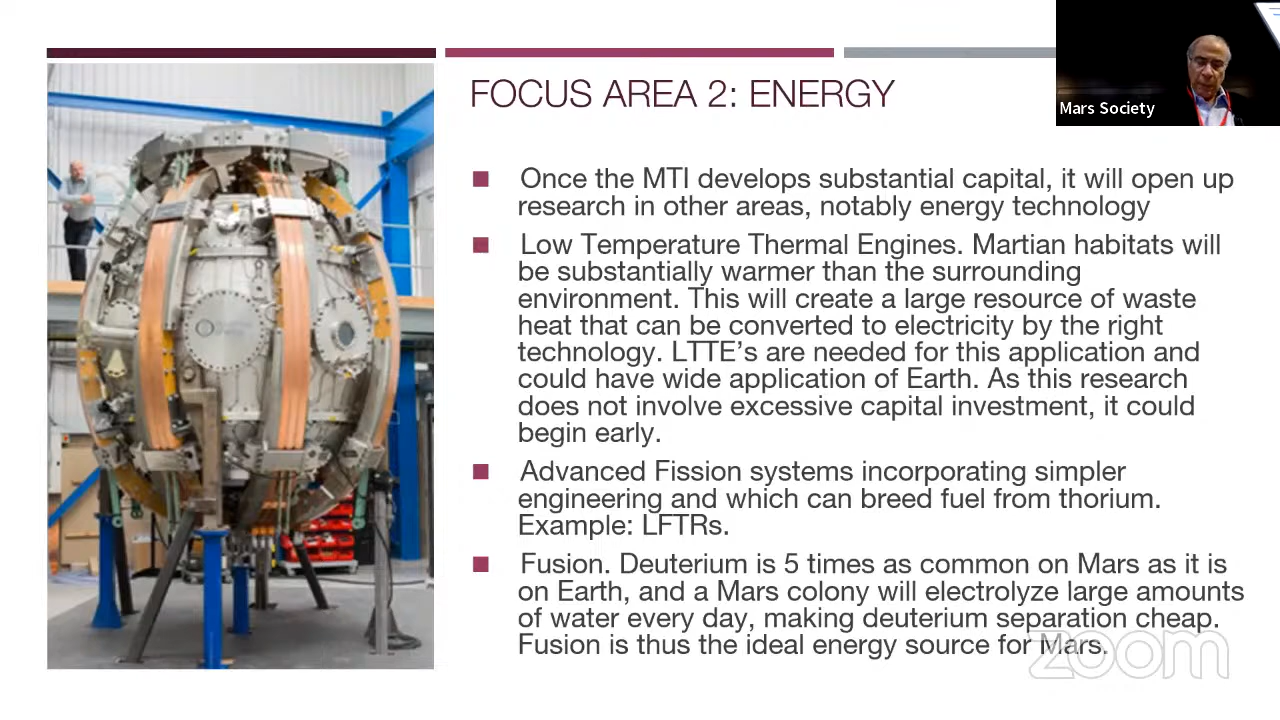 Mars Society
FOCUS AREA 2: ENERGY
Once the MTI develops substantial capital, it will open up
research in other areas, notably energy technology
Low Temperature Thermal Engines. Martian habitats will
be substantially warmer than the surrounding
environment. This will create a large resource of waste
heat that can be converted to electricity by the right
technology. LTTE’s are needed for this application and
could have wide application of Earth. As this research
does not involve excessive capital investment, it could
begin early.
Advanced Fission systems incorporating simpler
engineering and which can breed fuel from thorium.
Example: LFTRs.
Fusion. Deuterium is 5 times as common on Mars as it is
on Earth, and a Mars colony will electrolyze large amounts
of water every day, making deuterium separation cheap.
Fusion is thus the ideal energy source for Mars.
zoom